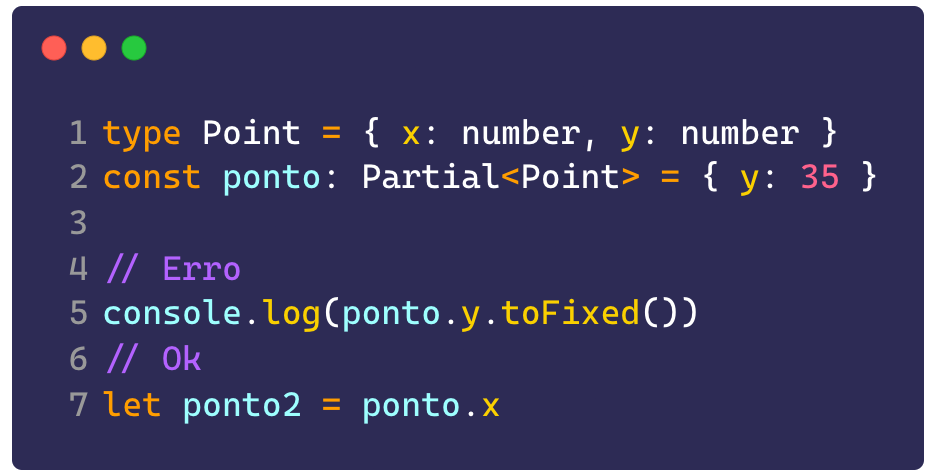 1 type Point = { x: number, y: number }
2 const ponto: Partial<Point> = { y: 35 }
3
4 // Erro
5 console.log(ponto.y.toFixed())
6 // Ok
7 let ponto2 = ponto.x